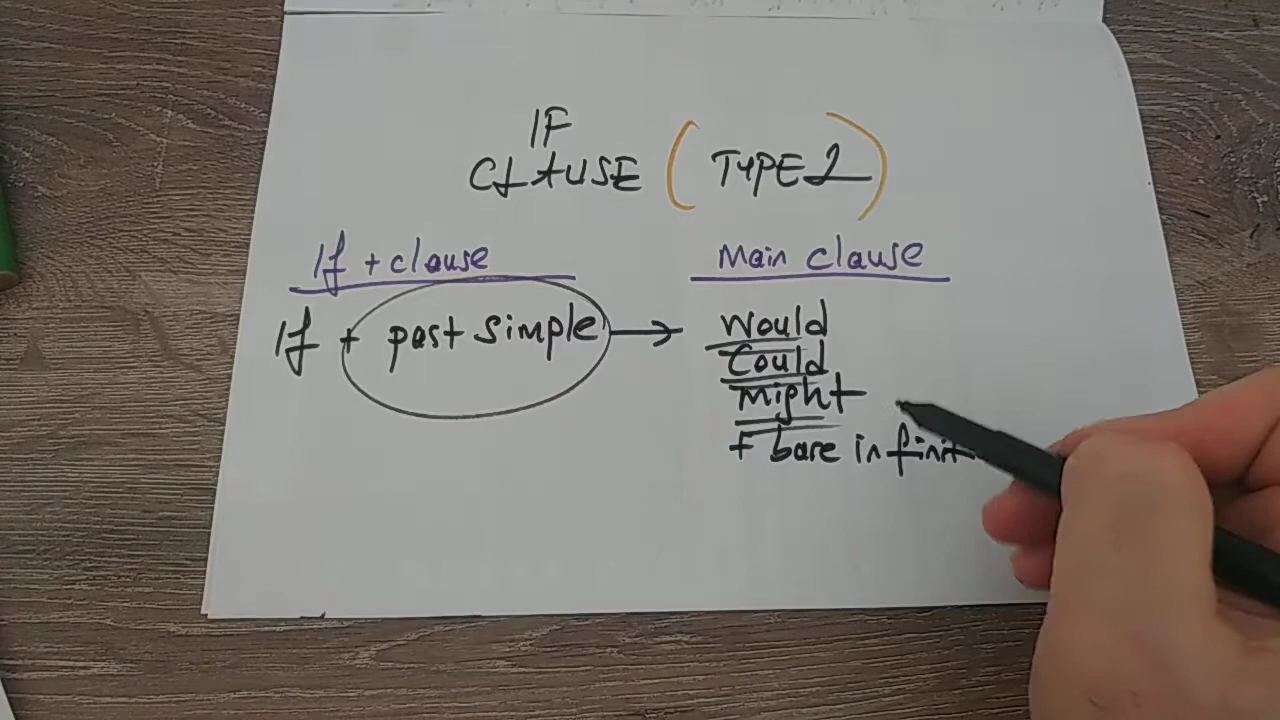 IF
CLAUSE (TYPE 2)
If + clause
Main clause
If + past simple →
Would
Could
Might
+ bare infinit